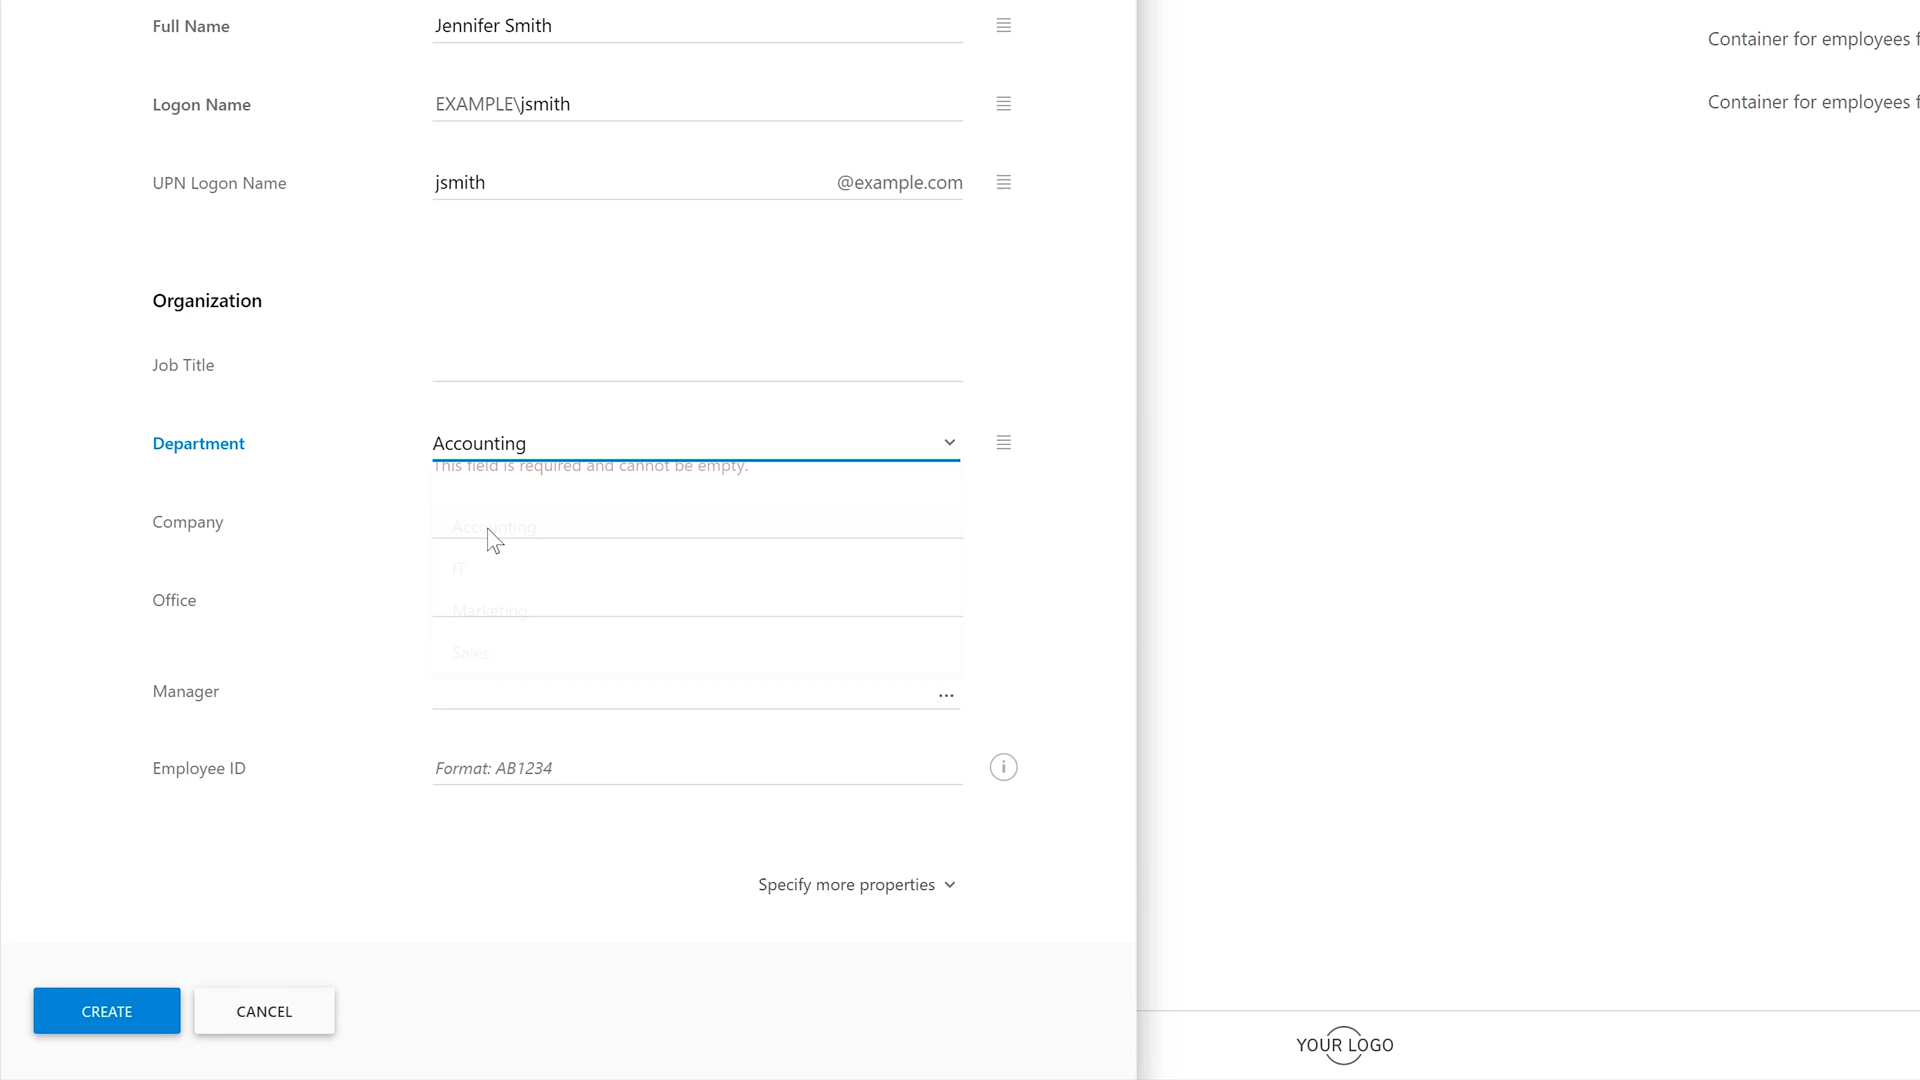 Full Name
Jennifer Smith
Container for employees f
Logon Name
EXAMPLE\jsmith
Container for employees f
UPN Logon Name
jsmith
@example.com
Organization
Job Title
Department
Accounting
This field is required and cannot be empty.
Company
Accounting
IT
Office
Marketing
Sales
Manager
...
Employee ID
Format: AB1234
i
Specify more properties
CREATE
CANCEL
YOUR LOGO